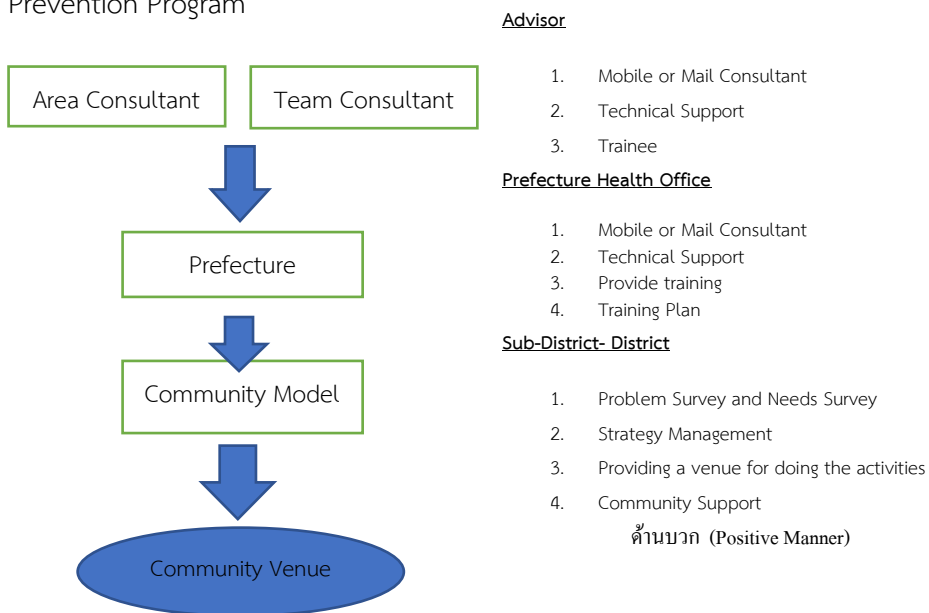 Prevention Program
Area Consultant
Team Consultant
Prefecture
Community Model
Community Venue
Advisor
1. Mobile or Mail Consultant
2. Technical Support
3. Trainee
Prefecture Health Office
1. Mobile or Mail Consultant
2. Technical Support
3. Provide training
4. Training Plan
Sub-District- District
1. Problem Survey and Needs Survey
2. Strategy Management
3. Providing a venue for doing the activities
4. Community Support
ด้านบวก (Positive Manner)